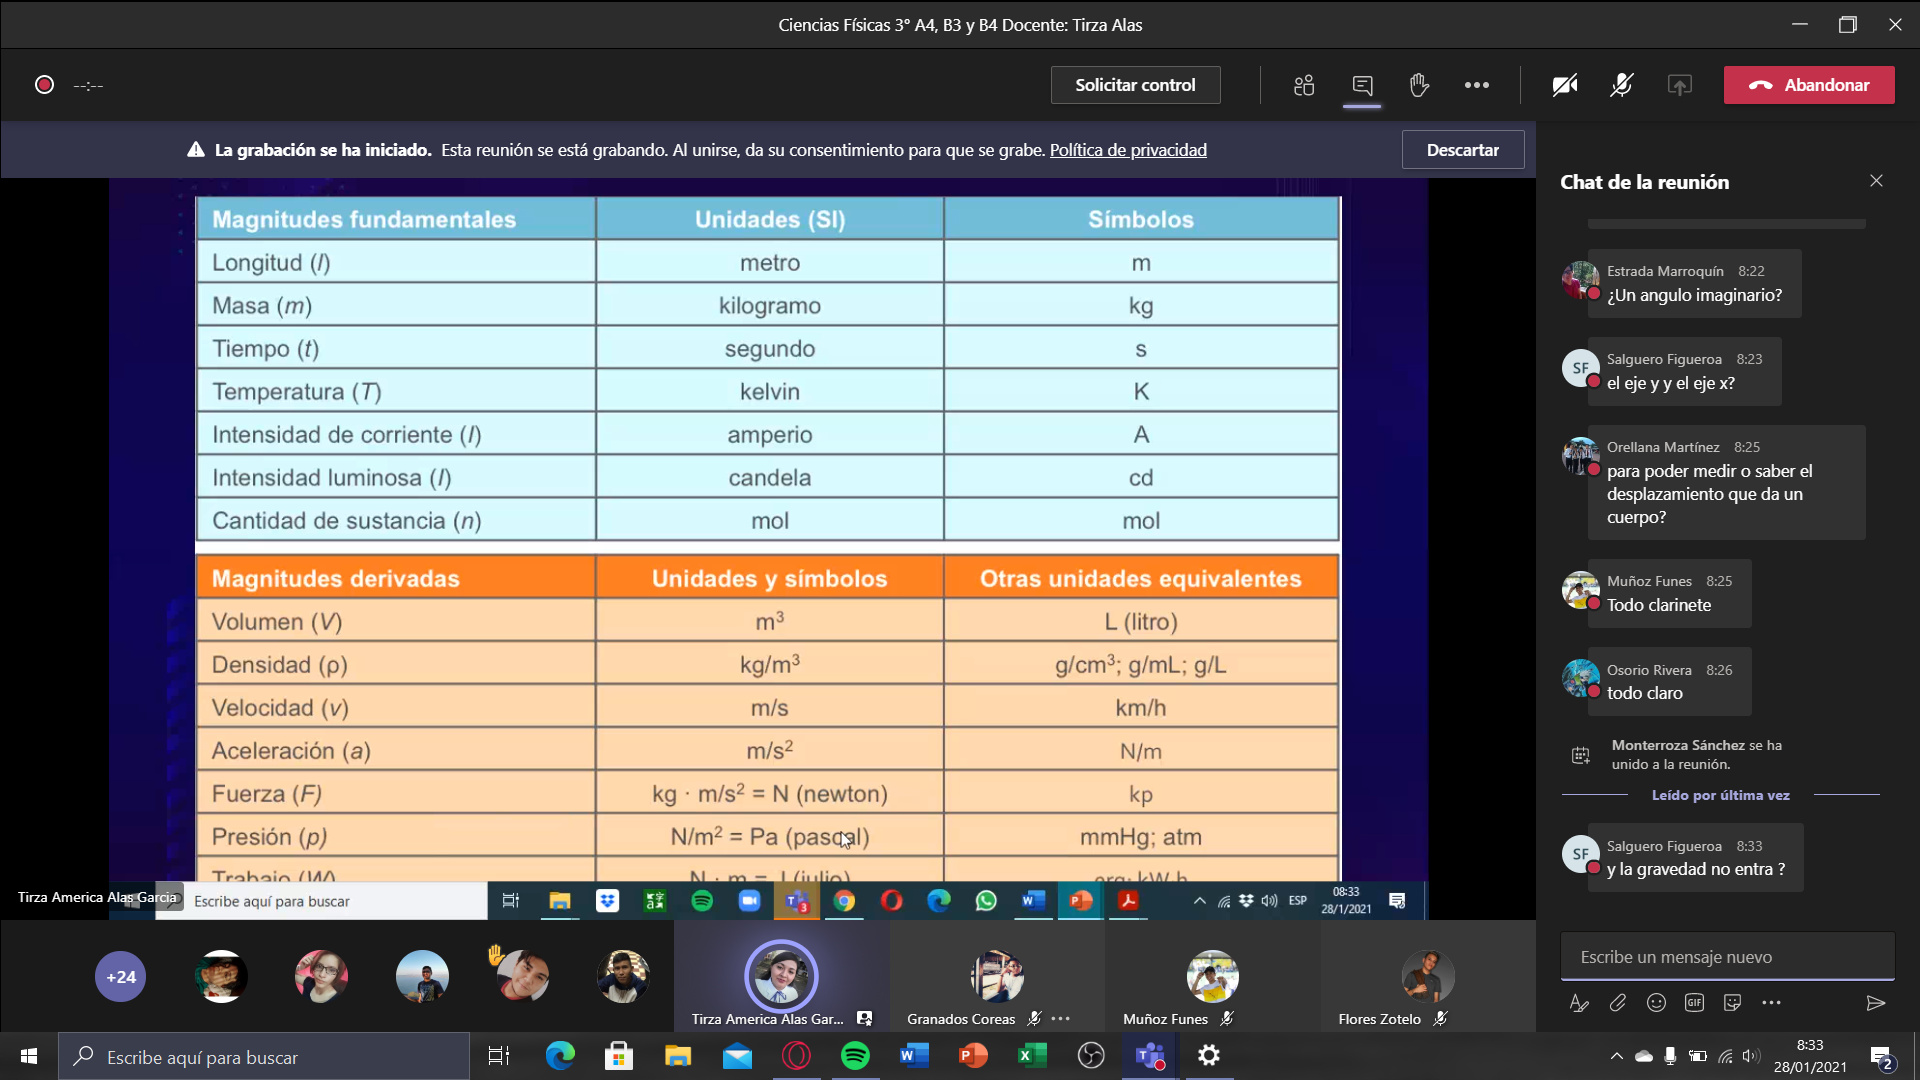 Ciencias Físicas 3° A4, B3 y B4 Docente: Tirza Alas
--:--
Solicitar control
Abandonar
La grabación se ha iniciado. Esta reunión se está grabando. Al unirse, da su consentimiento para que se grabe. Política de privacidad
Descartar
Magnitudes fundamentales Unidades (SI) Símbolos
Longitud (l) metro m
Masa (m) kilogramo kg
Tiempo (t) segundo s
Temperatura (T) kelvin K
Intensidad de corriente (I) amperio A
Intensidad luminosa (I) candela cd
Cantidad de sustancia (n) mol mol
Magnitudes derivadas Unidades y símbolos Otras unidades equivalentes
Volumen (V) m³ L (litro)
Densidad (ρ) kg/m³ g/cm³; g/mL; g/L
Velocidad (v) m/s km/h
Aceleración (a) m/s² N/m
Fuerza (F) kg · m/s² = N (newton) kp
Presión (p) N/m² = Pa (pascal) mmHg; atm
Trabajo (W) N · m = J (julio) erg; kW·h
Tirza America Alas Garcia
Escribe aquí para buscar
3
ESP
08:33
28/1/2021
Chat de la reunión
Estrada Marroquín 8:22
¿Un angulo imaginario?
SF
Salguero Figueroa 8:23
el eje y y el eje x?
Orellana Martínez 8:25
para poder medir o saber el
desplazamiento que da un
cuerpo?
Muñoz Funes 8:25
Todo clarinete
Osorio Rivera 8:26
todo claro
Monterroza Sánchez se ha
unido a la reunión.
Leído por última vez
SF
Salguero Figueroa 8:33
y la gravedad no entra ?
Escribe un mensaje nuevo
GIF
+24
Tirza America Alas Gar...
Granados Coreas
Muñoz Funes
Flores Zotelo
Escribe aquí para buscar
8:33
28/01/2021
2